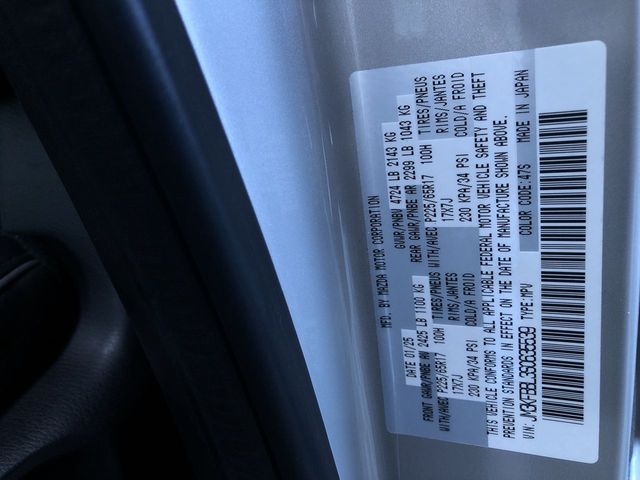 MFD. BY MAZDA MOTOR CORPORATION
DATE 01/25 GVWR/PNBV 4724 LB 2143 KG
FRONT GAWR/PNBE AR 2425 LB 1100 KG REAR GAWR/PNBE AR 2299 LB 1043 KG
WITH/AVEC P225/65R17 100H TIRES/PNEUS WITH/AVEC P225/65R17 100H TIRES/PNEUS
17X7J RIMS/JANTES 17X7J RIMS/JANTES
230 KPA/34 PSI COLD/A FROID 230 KPA/34 PSI COLD/A FROID
THIS VEHICLE CONFORMS TO ALL APPLICABLE FEDERAL MOTOR VEHICLE SAFETY AND THEFT
PREVENTION STANDARDS IN EFFECT ON THE DATE OF MANUFACTURE SHOWN ABOVE.
VIN: TYPE:MPV COLOR CODE:47S MADE IN JAPAN